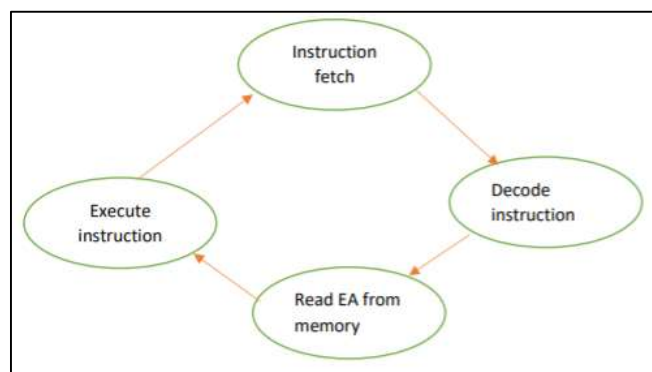 Instruction
fetch
Decode
instruction
Read EA from
memory
Execute
instruction